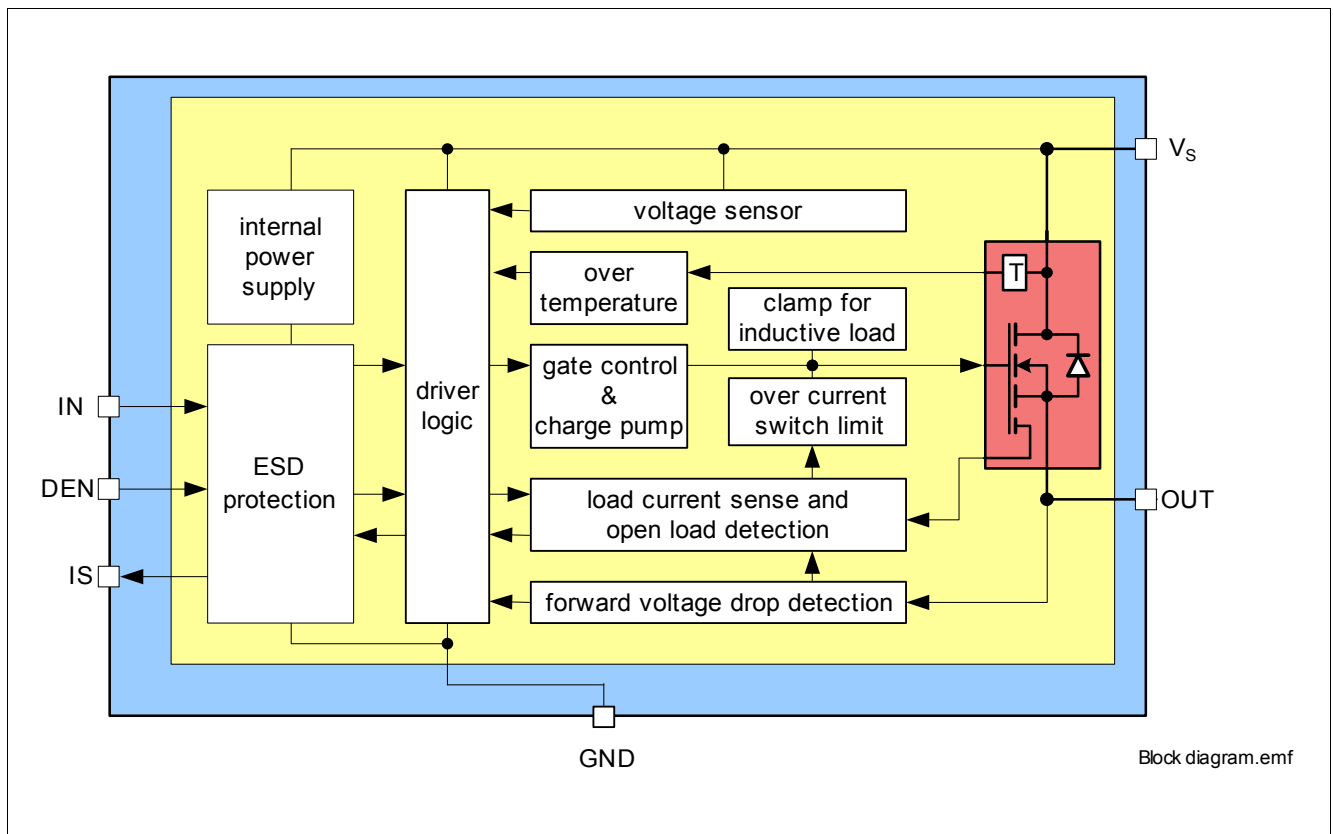 V_S
internal
power
supply
voltage sensor
over
temperature
T
clamp for
inductive load
driver
logic
gate control
&
charge pump
over current
switch limit
IN
DEN
IS
ESD
protection
load current sense and
open load detection
OUT
forward voltage drop detection
GND
Block diagram.emf